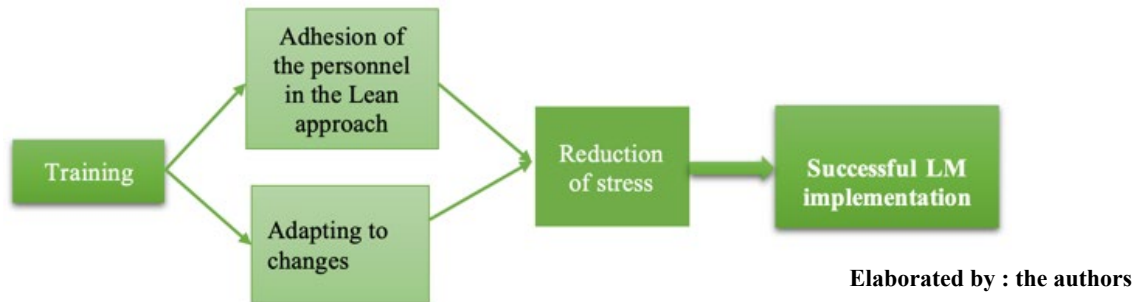 Training
Adhesion of
the personnel
in the Lean
approach
Adapting to
changes
Reduction
of stress
Successful LM
implementation
Elaborated by : the authors